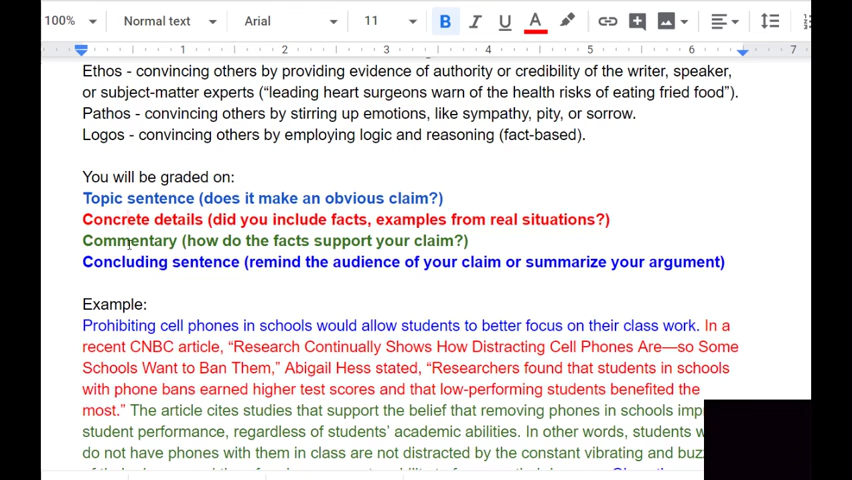 100% Normal text Arial 11 B I U A
1 2 3 4 5 6 7
Ethos - convincing others by providing evidence of authority or credibility of the writer, speaker,
or subject-matter experts (“leading heart surgeons warn of the health risks of eating fried food”).
Pathos - convincing others by stirring up emotions, like sympathy, pity, or sorrow.
Logos - convincing others by employing logic and reasoning (fact-based).
You will be graded on:
Topic sentence (does it make an obvious claim?)
Concrete details (did you include facts, examples from real situations?)
Commentary (how do the facts support your claim?)
Concluding sentence (remind the audience of your claim or summarize your argument)
Example:
Prohibiting cell phones in schools would allow students to better focus on their class work. In a
recent CNBC article, “Research Continually Shows How Distracting Cell Phones Are—so Some
Schools Want to Ban Them,” Abigail Hess stated, “Researchers found that students in schools
with phone bans earned higher test scores and that low-performing students benefited the
most.” The article cites studies that support the belief that removing phones in schools
student performance, regardless of students’ academic abilities. In other words, students
do not have phones with them in class are not distracted by the constant vibrating and